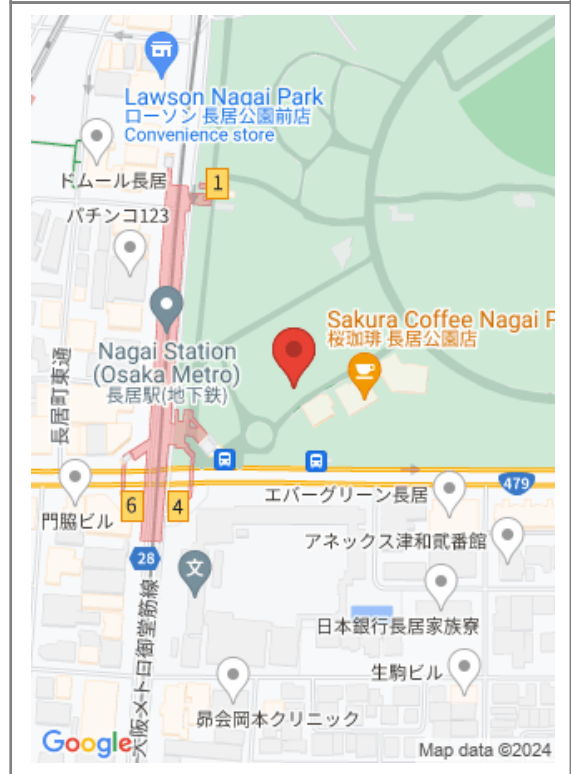 Lawson Nagai Park
ローソン 長居公園前店
Convenience store
ドムール長居
1
パチンコ123
Sakura Coffee Nagai P
桜珈琲 長居公園店
Nagai Station
(Osaka Metro)
長居駅(地下鉄)
長居町東通
479
エバーグリーン長居
6
4
門脇ビル
アネックス津和貮番館
28
文
日本銀行長居家族寮
大阪メトロ御堂筋線
生駒ビル
昴会岡本クリニック
Google
Map data ©2024